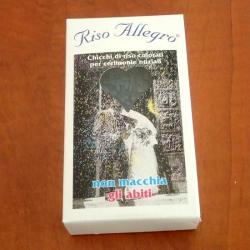 Riso Allegro®
Chicchi di riso colorati
per cerimonie nuziali
non macchia
gli abiti